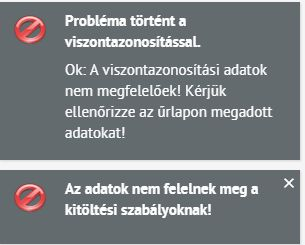 Probléma történt a
viszontazonosítással.
Ok: A viszontazonosítási adatok
nem megfelelőek! Kérjük
ellenőrizze az űrlapon megadott
adatokat!
Az adatok nem felelnek meg a
kitöltési szabályoknak!